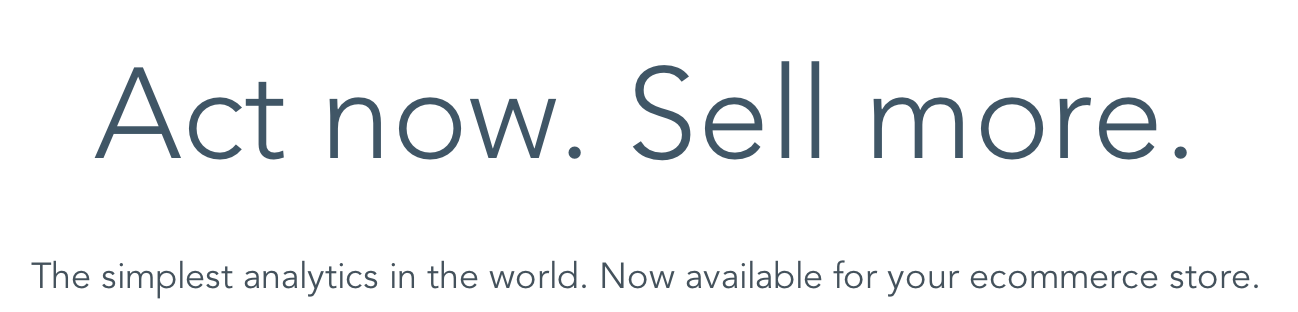 Act now. Sell more.
The simplest analytics in the world. Now available for your ecommerce store.